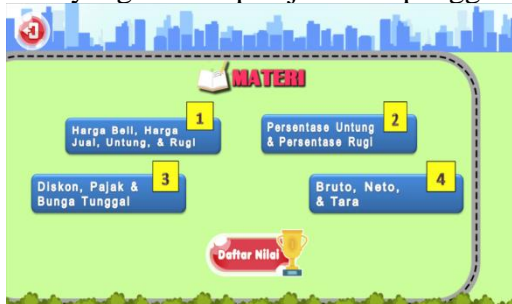 MATERI
1
Harga Beli, Harga
Jual, Untung, & Rugi
2
Persentase Untung
& Persentase Rugi
3
Diskon, Pajak &
Bunga Tunggal
4
Bruto, Neto,
& Tara
Daftar Nilai